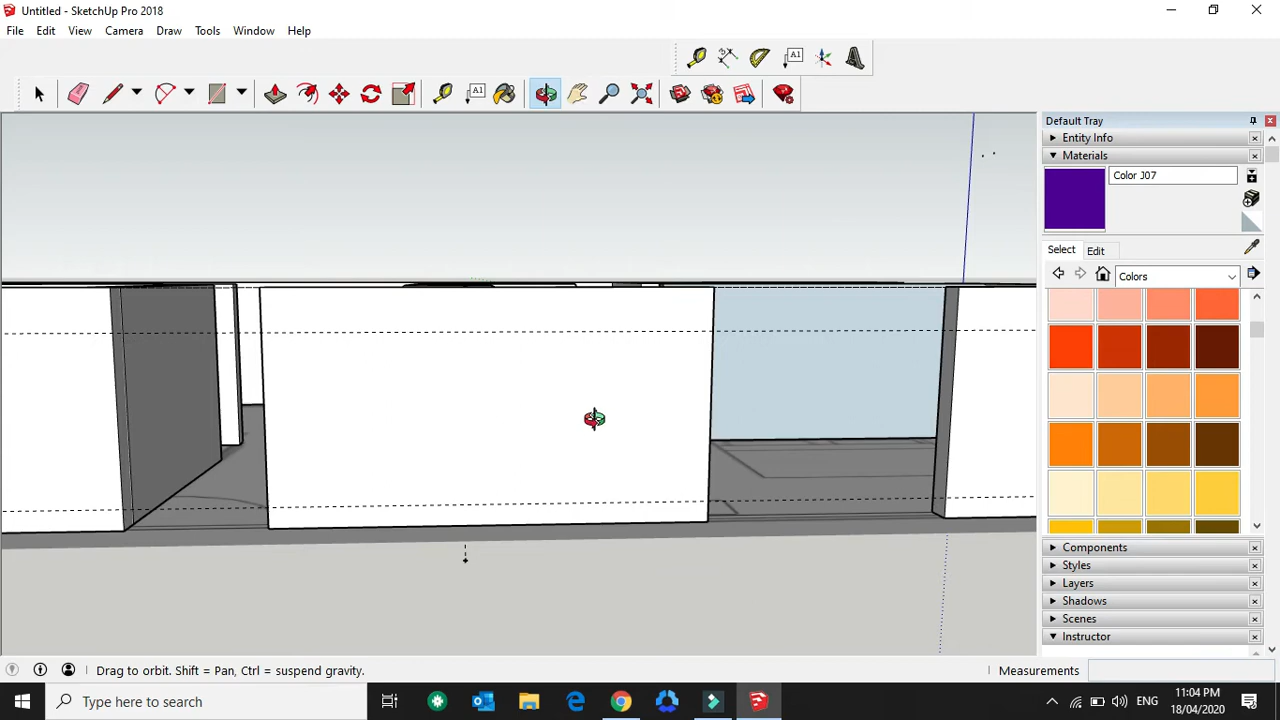 Untitled - SketchUp Pro 2018
File Edit View Camera Draw Tools Window Help
A1
A1
Default Tray
Entity Info
Materials
Color J07
Select Edit
Colors
Components
Styles
Layers
Shadows
Scenes
Instructor
Drag to orbit. Shift = Pan, Ctrl = suspend gravity.
Measurements
Type here to search
ENG
11:04 PM
18/04/2020